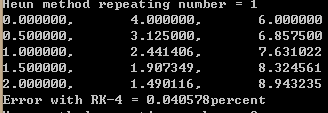 Heun method repeating number = 1
0.000000, 4.000000, 6.000000
0.500000, 3.125000, 6.857500
1.000000, 2.441406, 7.631022
1.500000, 1.907349, 8.324561
2.000000, 1.490116, 8.943235
Error with RK-4 = 0.040578percent